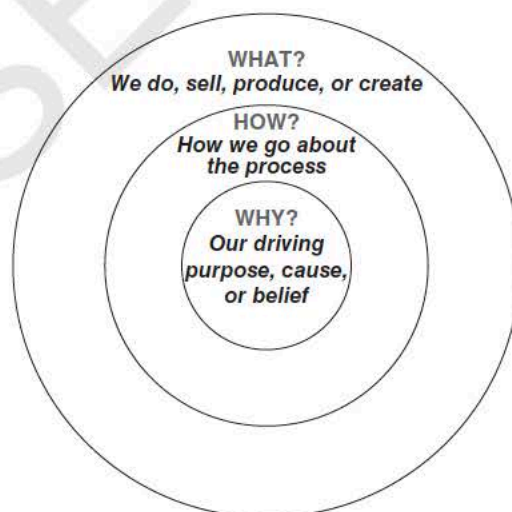 WHAT?
We do, sell, produce, or create
HOW?
How we go about
the process
WHY?
Our driving
purpose, cause,
or belief